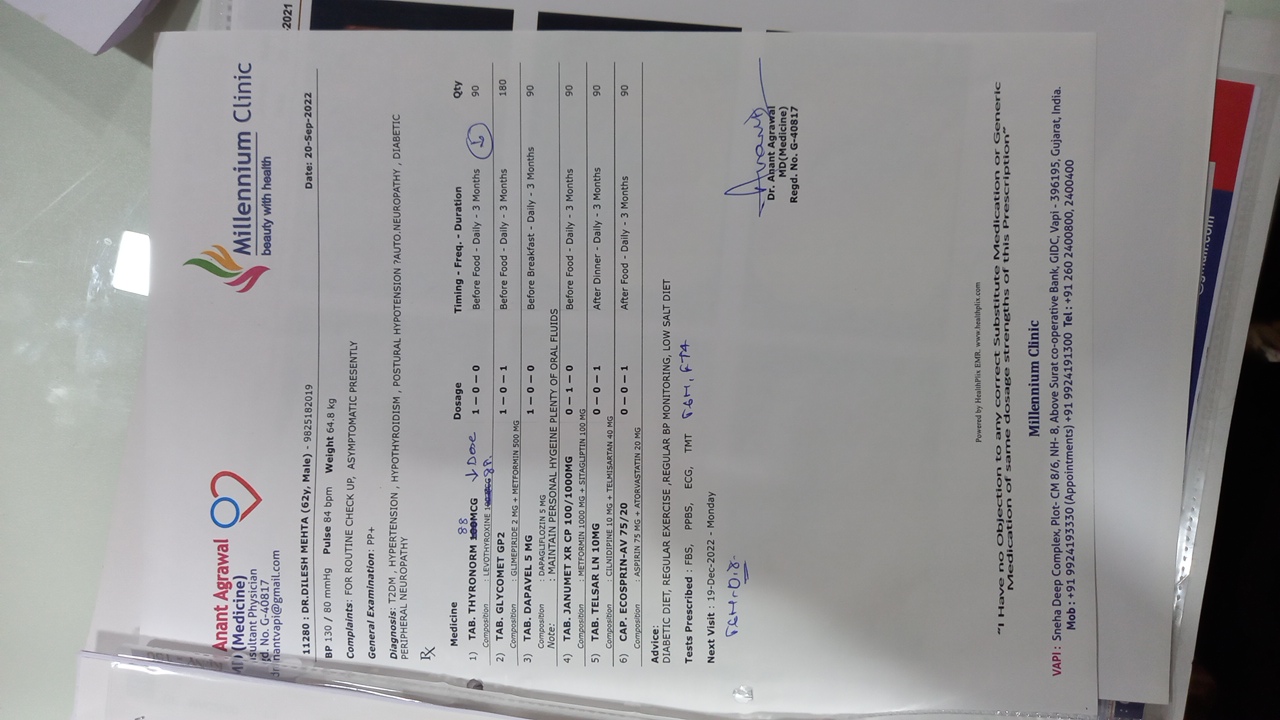 Anant Agrawal
MD (Medicine)
sultant Physician
gd. No. G-40817
nantvapi@gmail.com
Millennium Clinic
beauty with health
-2021
11280 : DR.DILESH MEHTA (62y, Male) - 9825182019
Date: 20-Sep-2022
BP 130 / 80 mmHg Pulse 84 bpm Weight 64.8 kg
Complaints: FOR ROUTINE CHECK UP, ASYMPTOMATIC PRESENTLY
General Examination: PP+
Diagnosis: T2DM , HYPERTENSION , HYPOTHYROIDISM , POSTURAL HYPOTENSION ?AUTO.NEUROPATHY , DIABETIC
PERIPHERAL NEUROPATHY
Rx
Medicine Dosage Timing - Freq. - Duration Qty
88
1) TAB. THYRONORM 100MCG ↓ Dose 1 - 0 - 0 Before Food - Daily - 3 Months ↓ 90
Composition : LEVOTHYROXINE 88
2) TAB. GLYCOMET GP2 1 - 0 - 1 Before Food - Daily - 3 Months 180
Composition : GLIMEPIRIDE 2 MG + METFORMIN 500 MG
3) TAB. DAPAVEL 5 MG 1 - 0 - 0 Before Breakfast - Daily - 3 Months 90
Composition : DAPAGLIFLOZIN 5 MG
Note: : MAINTAIN PERSONAL HYGEINE PLENTY OF ORAL FLUIDS
4) TAB. JANUMET XR CP 100/1000MG 0 - 1 - 0 Before Food - Daily - 3 Months 90
Composition : METFORMIN 1000 MG + SITAGLIPTIN 100 MG
5) TAB. TELSAR LN 10MG 0 - 0 - 1 After Dinner - Daily - 3 Months 90
Composition : CILNIDIPINE 10 MG + TELMISARTAN 40 MG
6) CAP. ECOSPRIN-AV 75/20 0 - 0 - 1 After Food - Daily - 3 Months 90
Composition : ASPIRIN 75 MG + ATORVASTATIN 20 MG
Advice:
DIABETIC DIET, REGULAR EXERCISE ,REGULAR BP MONITORING, LOW SALT DIET
Tests Prescribed : FBS, PPBS, ECG, TMT TSH, FT4
Next Visit : 19-Dec-2022 - Monday
TSH-0.8-
Anant
Dr. Anant Agrawal
MD(Medicine)
Regd. No. G-40817
Powered by HealthPlix EMR. www.healthplix.com
"I Have no Objection to any correct Substitute Medication or Generic
Medication of same dosage strengths of this Prescription"
Millennium Clinic
VAPI : Sneha Deep Complex, Plot- CM 8/6, NH- 8, Above Surat co-operative Bank, GIDC, Vapi - 396195, Gujarat, India.
Mob : +91 9924193330 (Appointments) +91 9924191300 Tel : +91 260 2400800, 2400400
@gmail.com